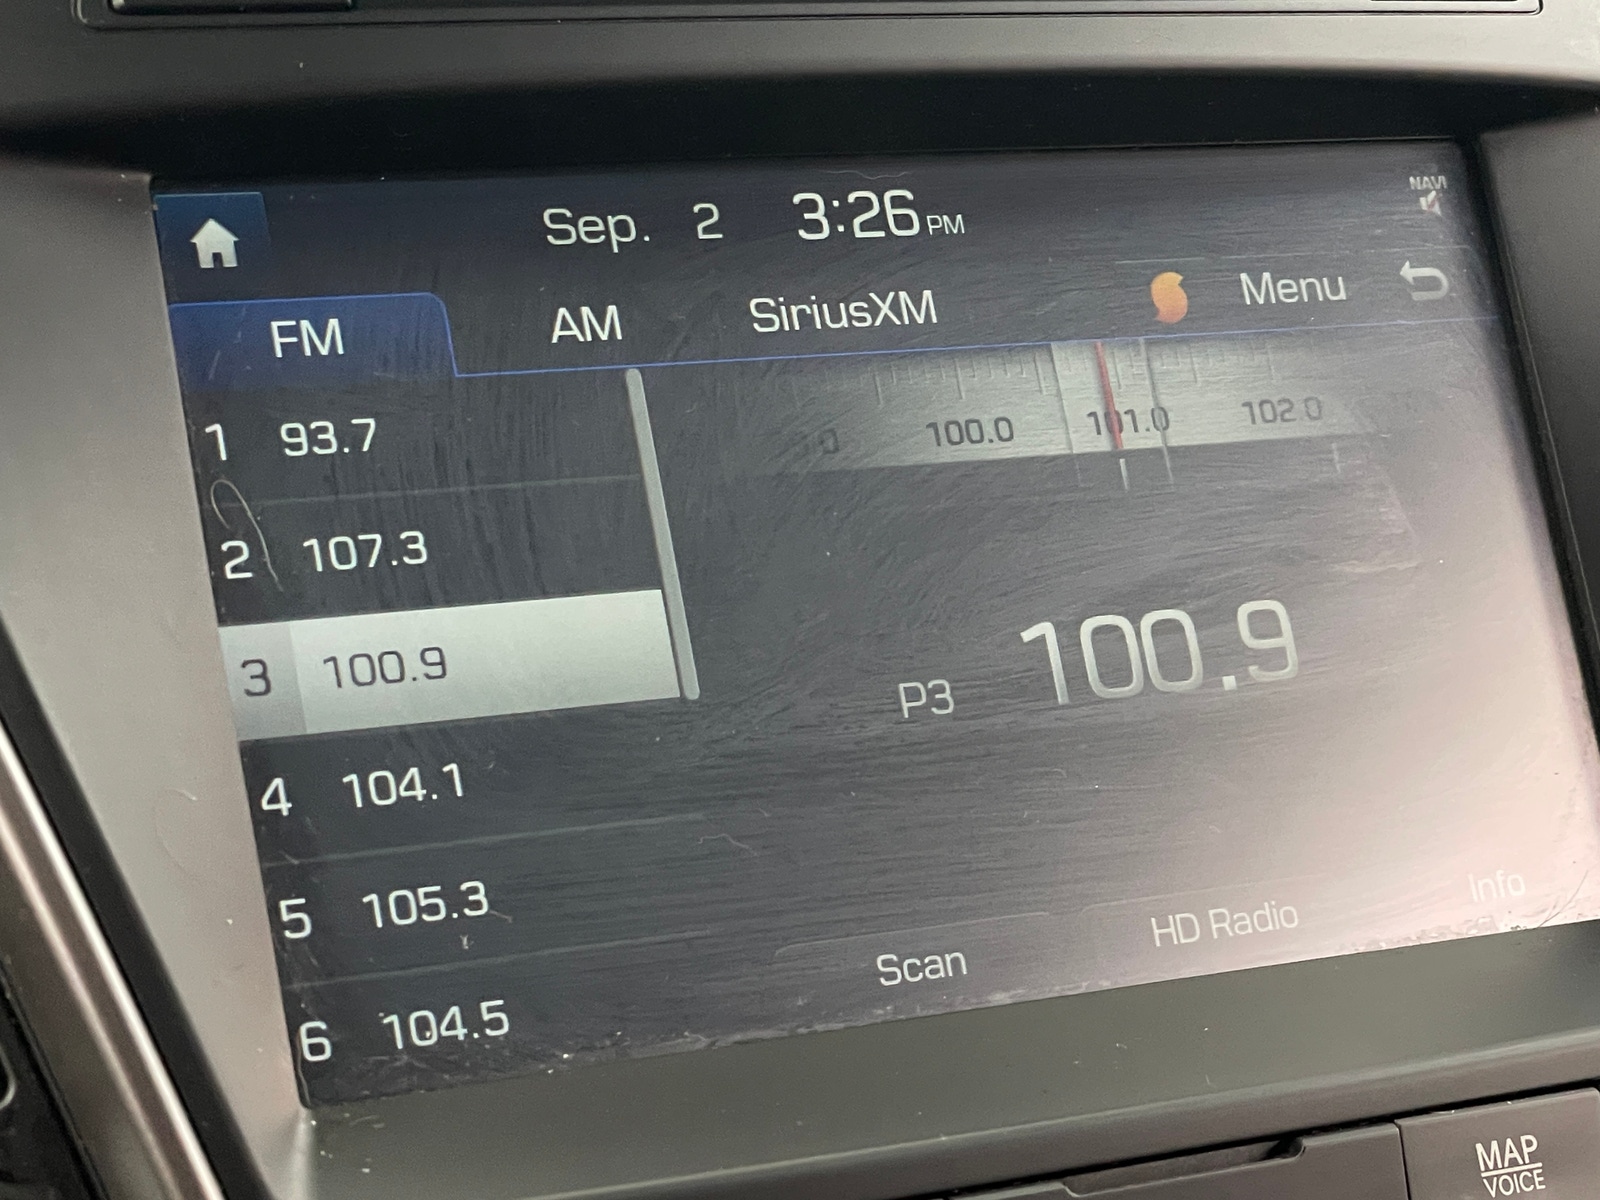 Sep. 2 3:26 PM
NAVI
FM AM SiriusXM Menu
100.0 101.0 102.0
1 93.7
2 107.3
3 100.9
4 104.1
5 105.3
6 104.5
P3 100.9
Scan HD Radio Info
MAP
VOICE